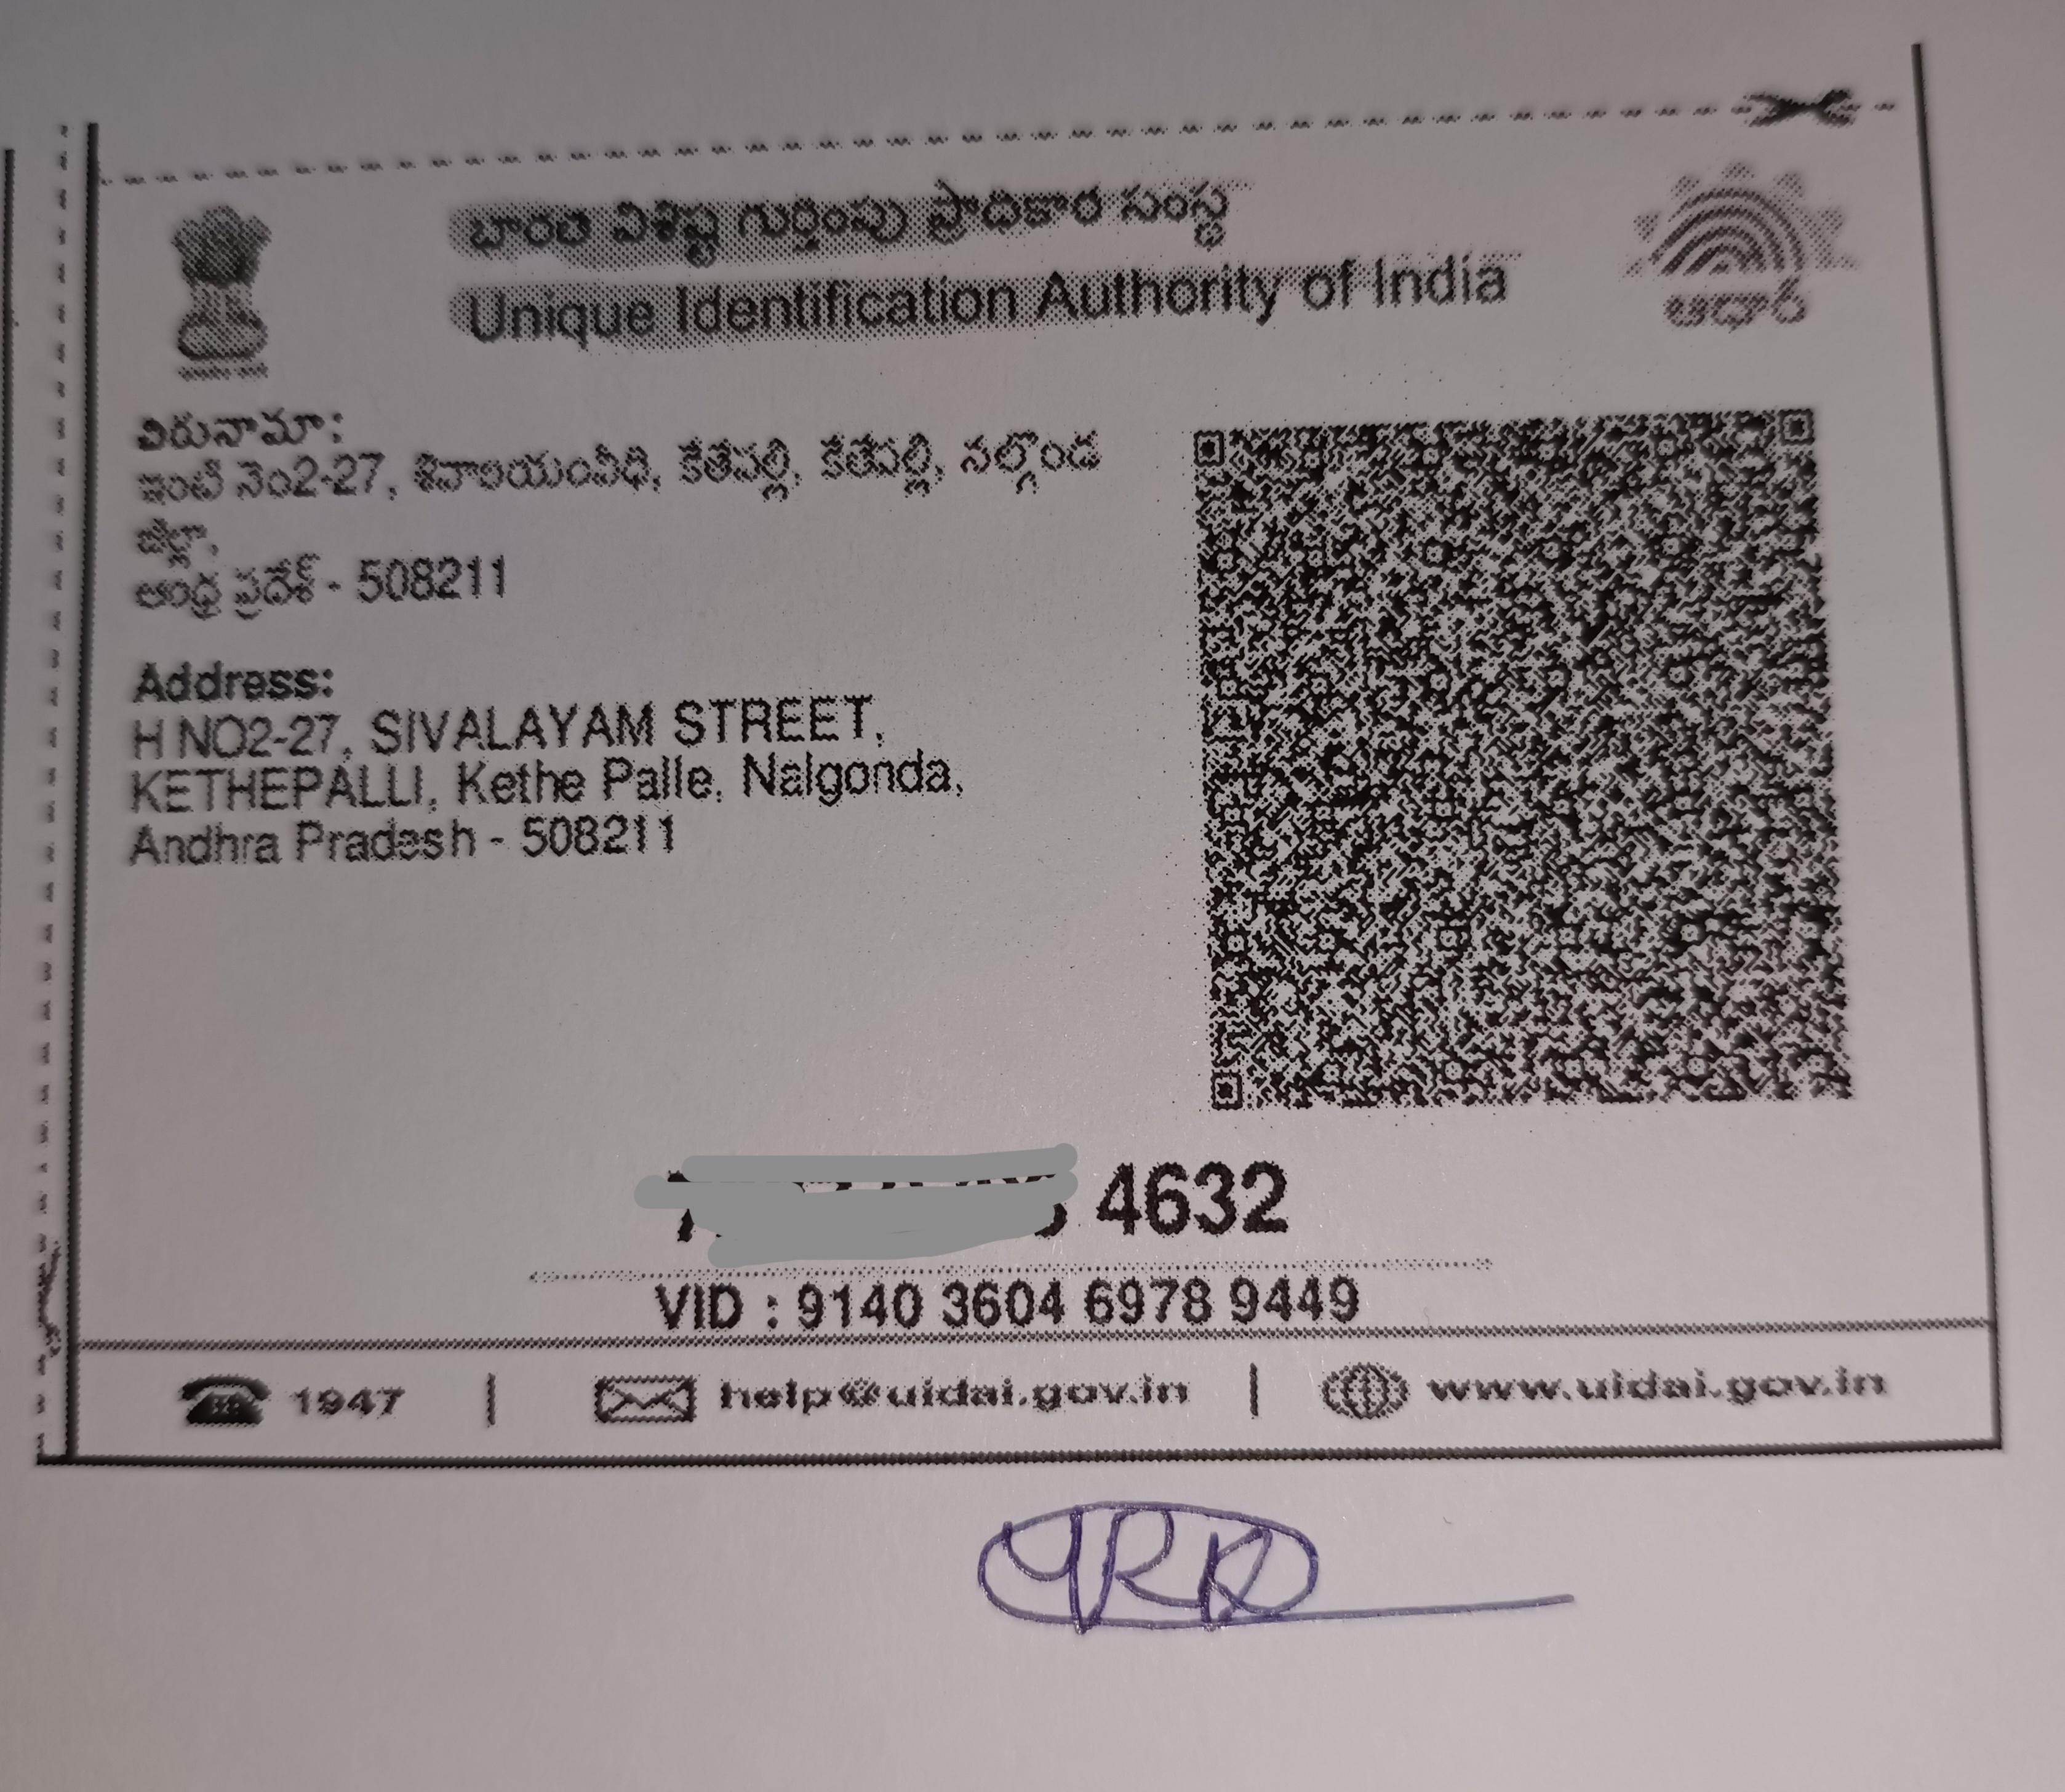 భారత విశిష్ట గుర్తింపు ప్రాధికార సంస్థ
Unique Identification Authority of India
ఆధార్
చిరునామా:
ఇంటి నెం2-27, శివాలయంవీధి, కేతేపల్లి, కేతేపల్లి, నల్గొండ
జిల్లా,
ఆంధ్ర ప్రదేశ్ - 508211
Address:
H NO2-27, SIVALAYAM STREET,
KETHEPALLI, Kethe Palle, Nalgonda,
Andhra Pradesh - 508211
4632
VID : 9140 3604 6978 9449
1947 | help@uidai.gov.in | www.uidai.gov.in